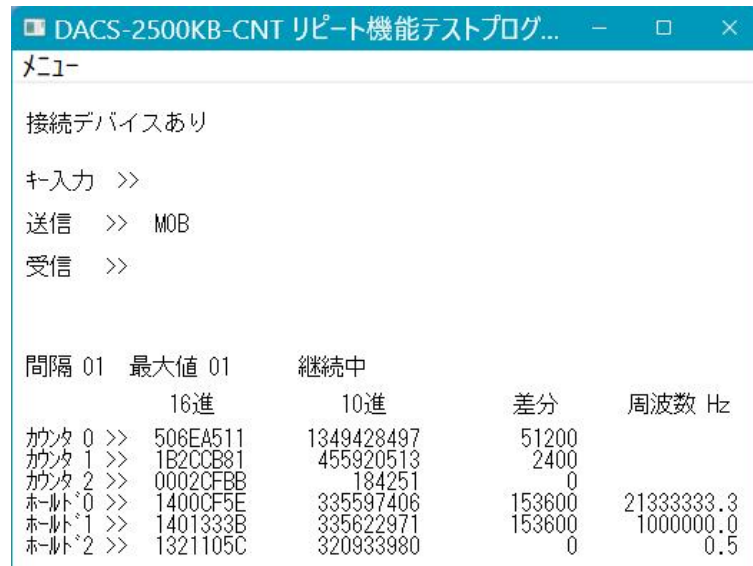 DACS-2500KB-CNT リピート機能テストプログ...
メニュー
接続デバイスあり
キー入力 >>
送信 >> M0B
受信 >>
間隔 01 最大値 01 継続中
16進 10進 差分 周波数 Hz
カウンタ 0 >> 506EA511 1349428497 51200
カウンタ 1 >> 1B2CCB81 455920513 2400
カウンタ 2 >> 0002CFBB 184251 0
ホールド0 >> 1400CF5E 335597406 153600 21333333.3
ホールド1 >> 1401333B 335622971 153600 1000000.0
ホールド2 >> 1321105C 320933980 0 0.5